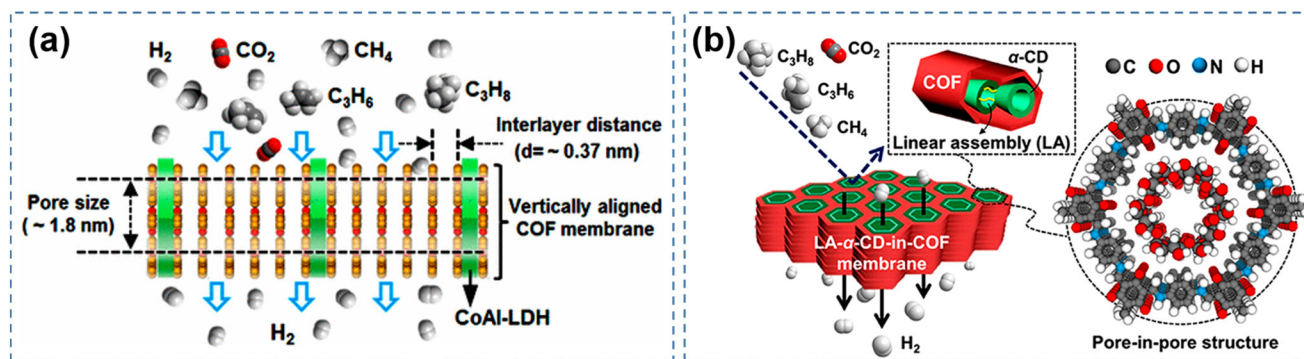 (a)
H2
CO2
CH4
C3H6
C3H8
Interlayer distance
(d= ~ 0.37 nm)
Pore size
( ~ 1.8 nm)
Vertically aligned
COF membrane
CoAl-LDH
H2
(b)
C3H8
CO2
C3H6
CH4
COF
α-CD
Linear assembly (LA)
C O N H
LA-α-CD-in-COF
membrane
H2
Pore-in-pore structure